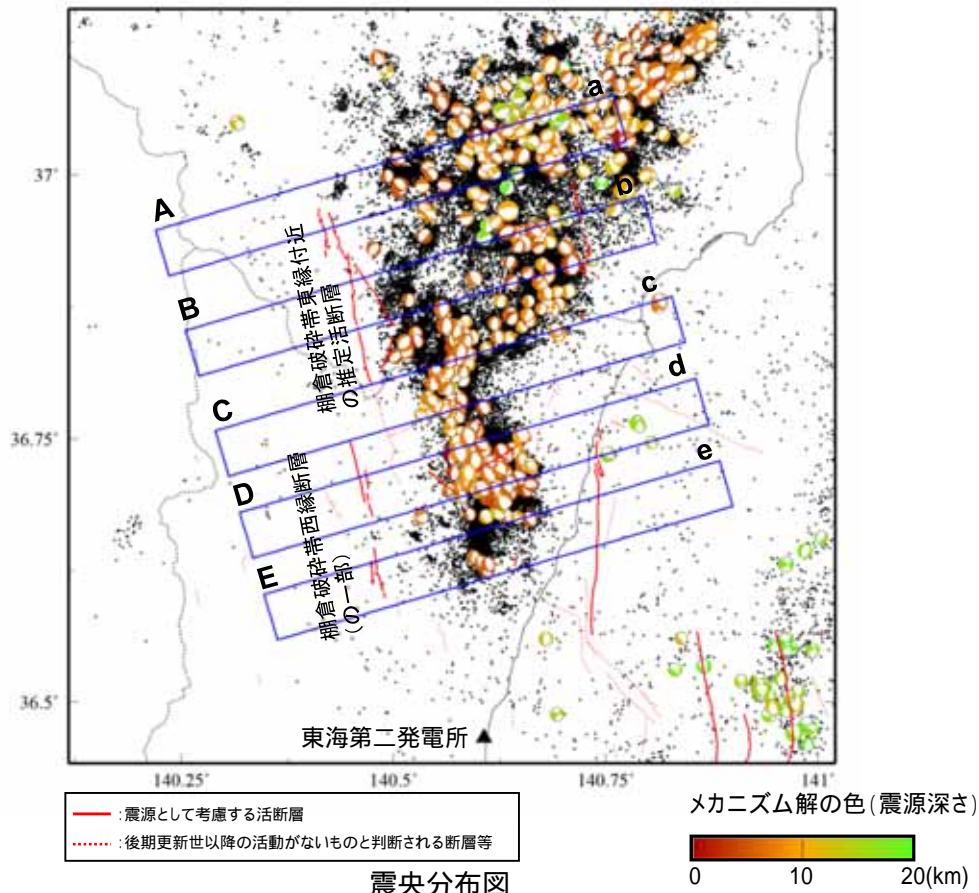 a
37°
A
b
棚倉破砕帯東縁付近
の推定活断層
B
c
C
d
36.75°
e
D
棚倉破砕帯西縁断層
(の一部)
E
36.5°
東海第二発電所 ▲
140.25°
140.5°
140.75°
141°
:震源として考慮する活断層
:後期更新世以降の活動がないものと判断される断層等
震央分布図
メカニズム解の色(震源深さ)
0 10 20(km)